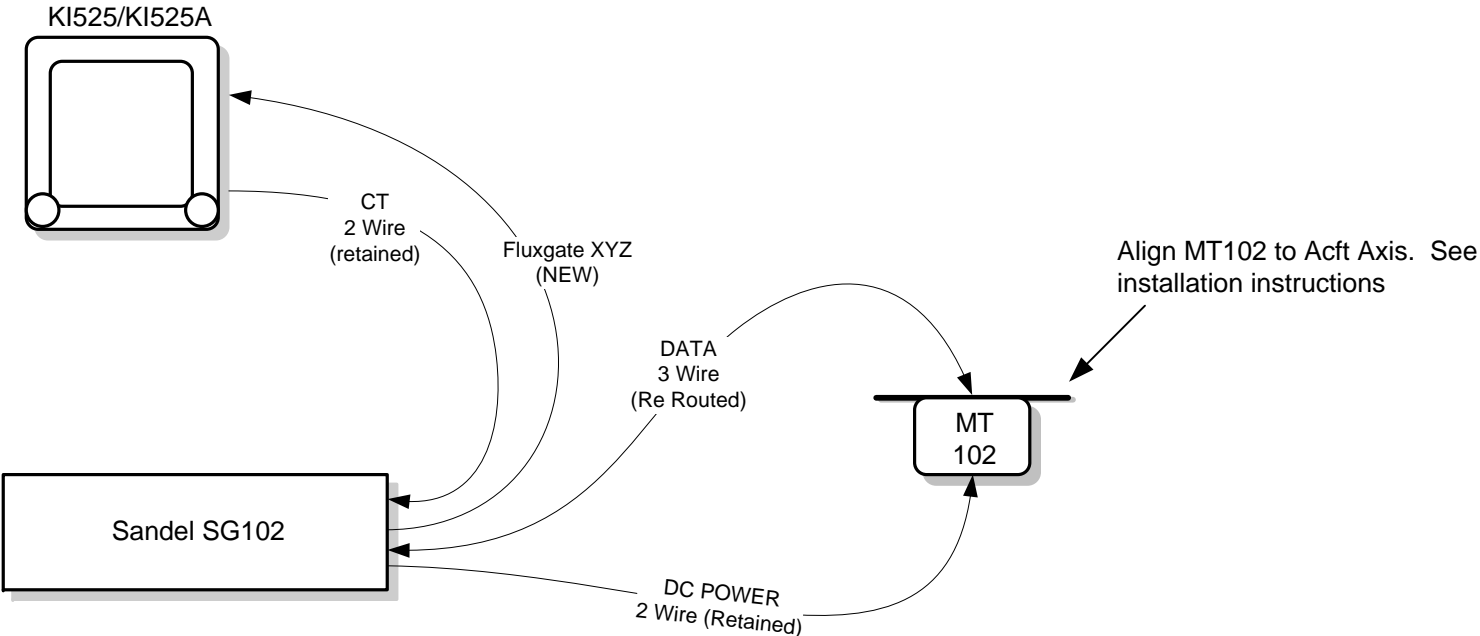 KI525/KI525A
CT
2 Wire
(retained)
Fluxgate XYZ
(NEW)
Align MT102 to Acft Axis.  See
installation instructions
DATA
3 Wire
(Re Routed)
MT
102
Sandel SG102
DC POWER
2 Wire (Retained)